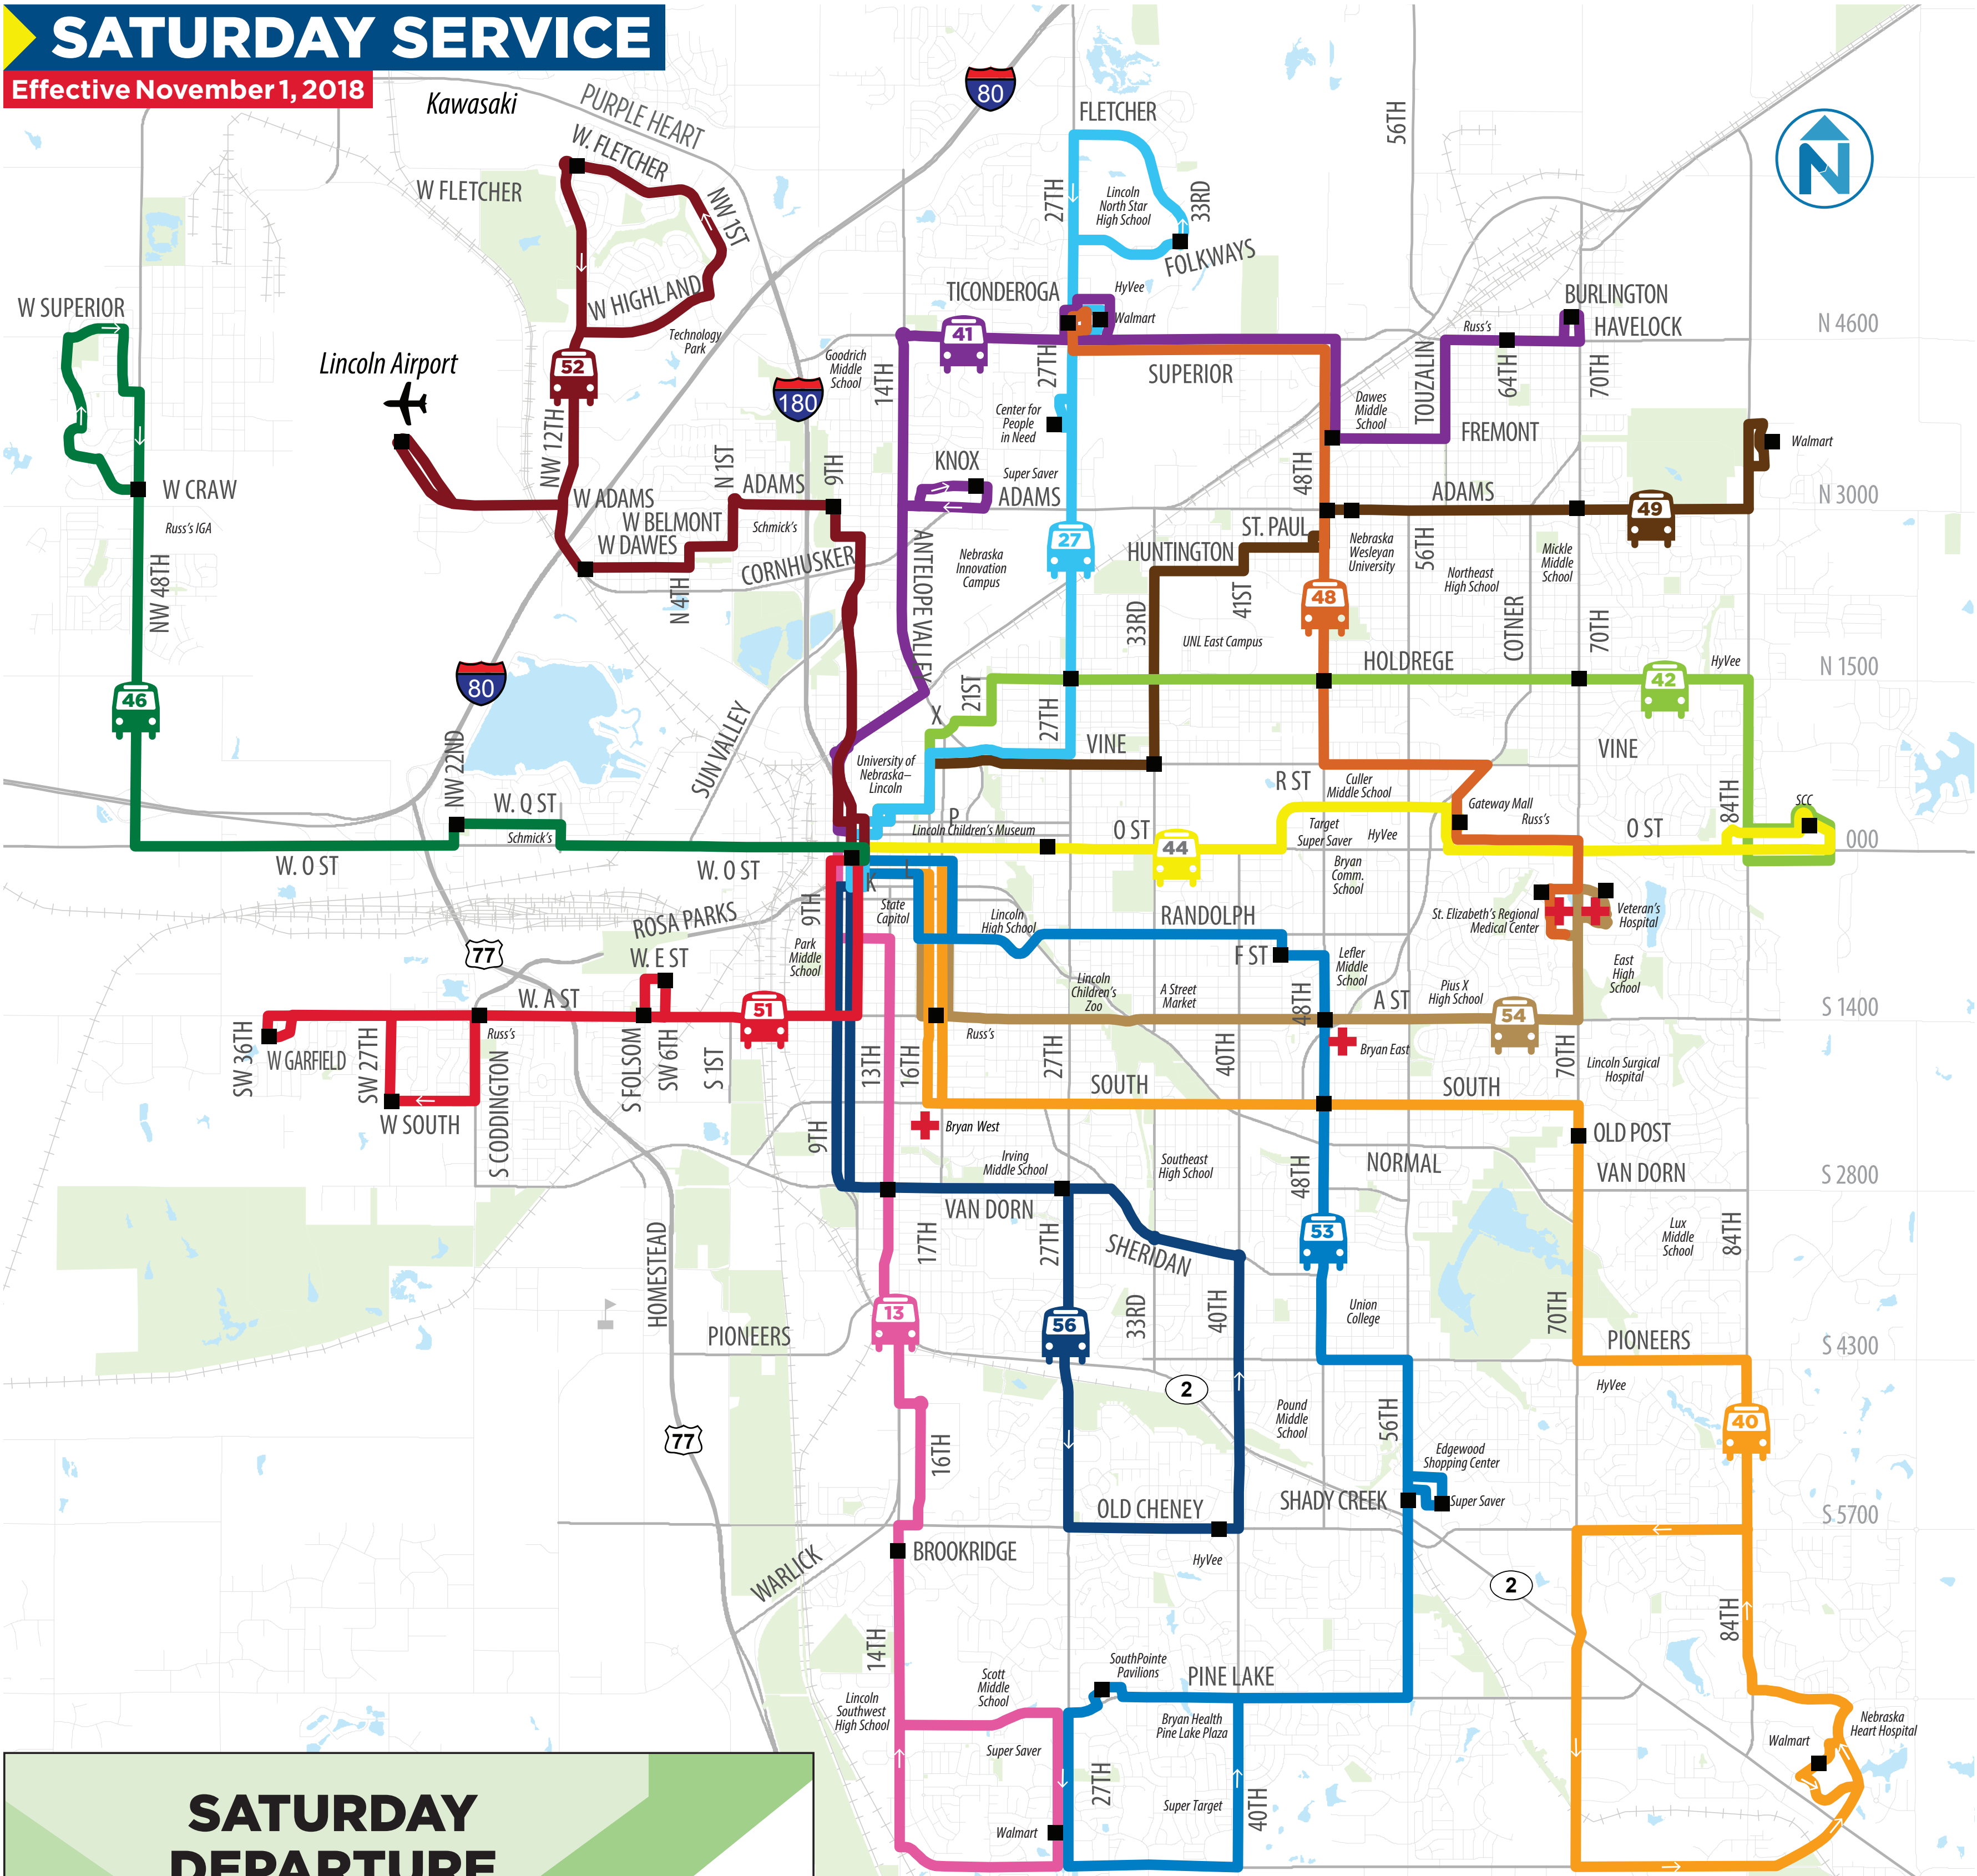 SATURDAY SERVICE
Effective November 1, 2018
Kawasaki
PURPLE HEART
80
FLETCHER
56TH
N
W. FLETCHER
W FLETCHER
NW 1ST
27TH
Lincoln
North Star
High School
33RD
FOLKWAYS
W HIGHLAND
Technology
Park
TICONDEROGA
HyVee
Walmart
BURLINGTON
HAVELOCK
Russ's
N 4600
W SUPERIOR
Lincoln Airport
52
Goodrich
Middle
School
14TH
41
27TH
SUPERIOR
TOUZALIN
64TH
70TH
180
Dawes
Middle
School
FREMONT
Center for
People
in Need
NW 12TH
N 1ST
9TH
KNOX
Super Saver
ADAMS
48TH
Walmart
W CRAW
Russ's IGA
W ADAMS
ADAMS
W BELMONT
W DAWES
Schmick's
CORNHUSKER
N 4TH
ADAMS
49
N 3000
NW 48TH
ANTELOPE VALLEY
Nebraska
Innovation
Campus
27
HUNTINGTON
ST. PAUL
Nebraska
Wesleyan
University
56TH
Northeast
High School
Mickle
Middle
School
33RD
41ST
48
COTNER
70TH
UNL East Campus
HOLDREGE
HyVee
N 1500
80
46
42
21ST
X
27TH
VINE
VINE
NW 22ND
SUN VALLEY
University of
Nebraska–
Lincoln
R ST
Culler
Middle School
84TH
SCC
W. Q ST
Schmick's
P
Lincoln Children's Museum
O ST
44
Target
Super Saver
HyVee
Gateway Mall
Russ's
O ST
000
W. O ST
W. O ST
K
L
Bryan
Comm.
School
9TH
State
Capitol
ROSA PARKS
Lincoln
High School
RANDOLPH
St. Elizabeth's Regional
Medical Center
Veteran's
Hospital
77
W. E ST
Park
Middle
School
F ST
Lefler
Middle
School
East
High
School
W. A ST
51
Lincoln
Children's
Zoo
A Street
Market
48TH
A ST
Pius X
High School
54
S 1400
SW 36TH
W GARFIELD
SW 27TH
Russ's
S CODDINGTON
S FOLSOM
SW 6TH
S 1ST
13TH
16TH
Russ's
27TH
40TH
Bryan East
70TH
Lincoln Surgical
Hospital
W SOUTH
SOUTH
SOUTH
9TH
Bryan West
OLD POST
Irving
Middle School
Southeast
High School
48TH
NORMAL
VAN DORN
S 2800
VAN DORN
HOMESTEAD
17TH
27TH
SHERIDAN
53
Lux
Middle
School
84TH
13
56
33RD
40TH
Union
College
70TH
PIONEERS
PIONEERS
S 4300
2
HyVee
77
16TH
Pound
Middle
School
56TH
40
Edgewood
Shopping Center
OLD CHENEY
SHADY CREEK
Super Saver
S 5700
BROOKRIDGE
HyVee
WARLICK
2
14TH
84TH
Scott
Middle
School
SouthPointe
Pavilions
PINE LAKE
Lincoln
Southwest
High School
Bryan Health
Pine Lake Plaza
Nebraska
Heart Hospital
Super Saver
Walmart
27TH
Super Target
40TH
Walmart
SATURDAY
DEPARTURE